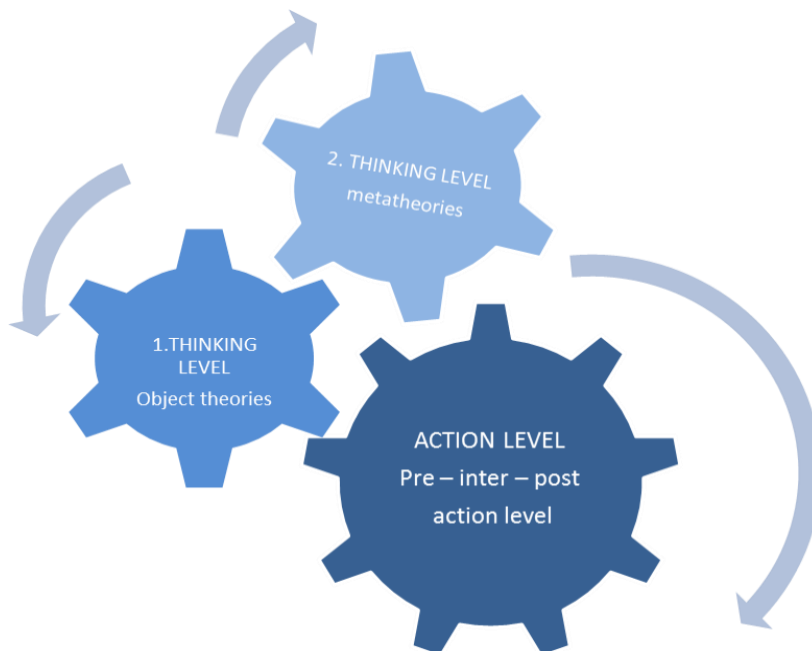 2. THINKING LEVEL
metatheories
1.THINKING
LEVEL
Object theories
ACTION LEVEL
Pre – inter – post
action level